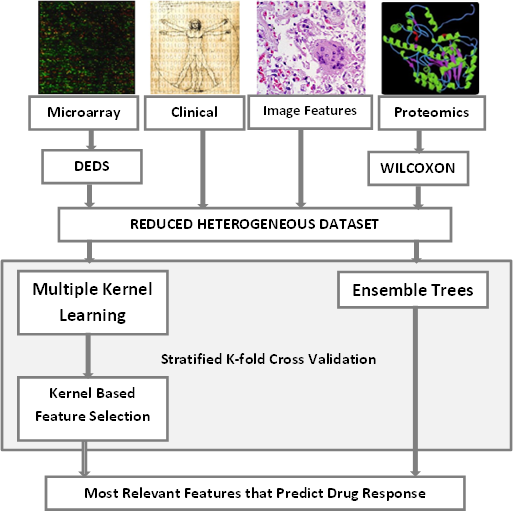 Microarray
Clinical
Image Features
Proteomics
DEDS
WILCOXON
REDUCED HETEROGENEOUS DATASET
Multiple Kernel
Learning
Ensemble Trees
Stratified K-fold Cross Validation
Kernel Based
Feature Selection
Most Relevant Features that Predict Drug Response